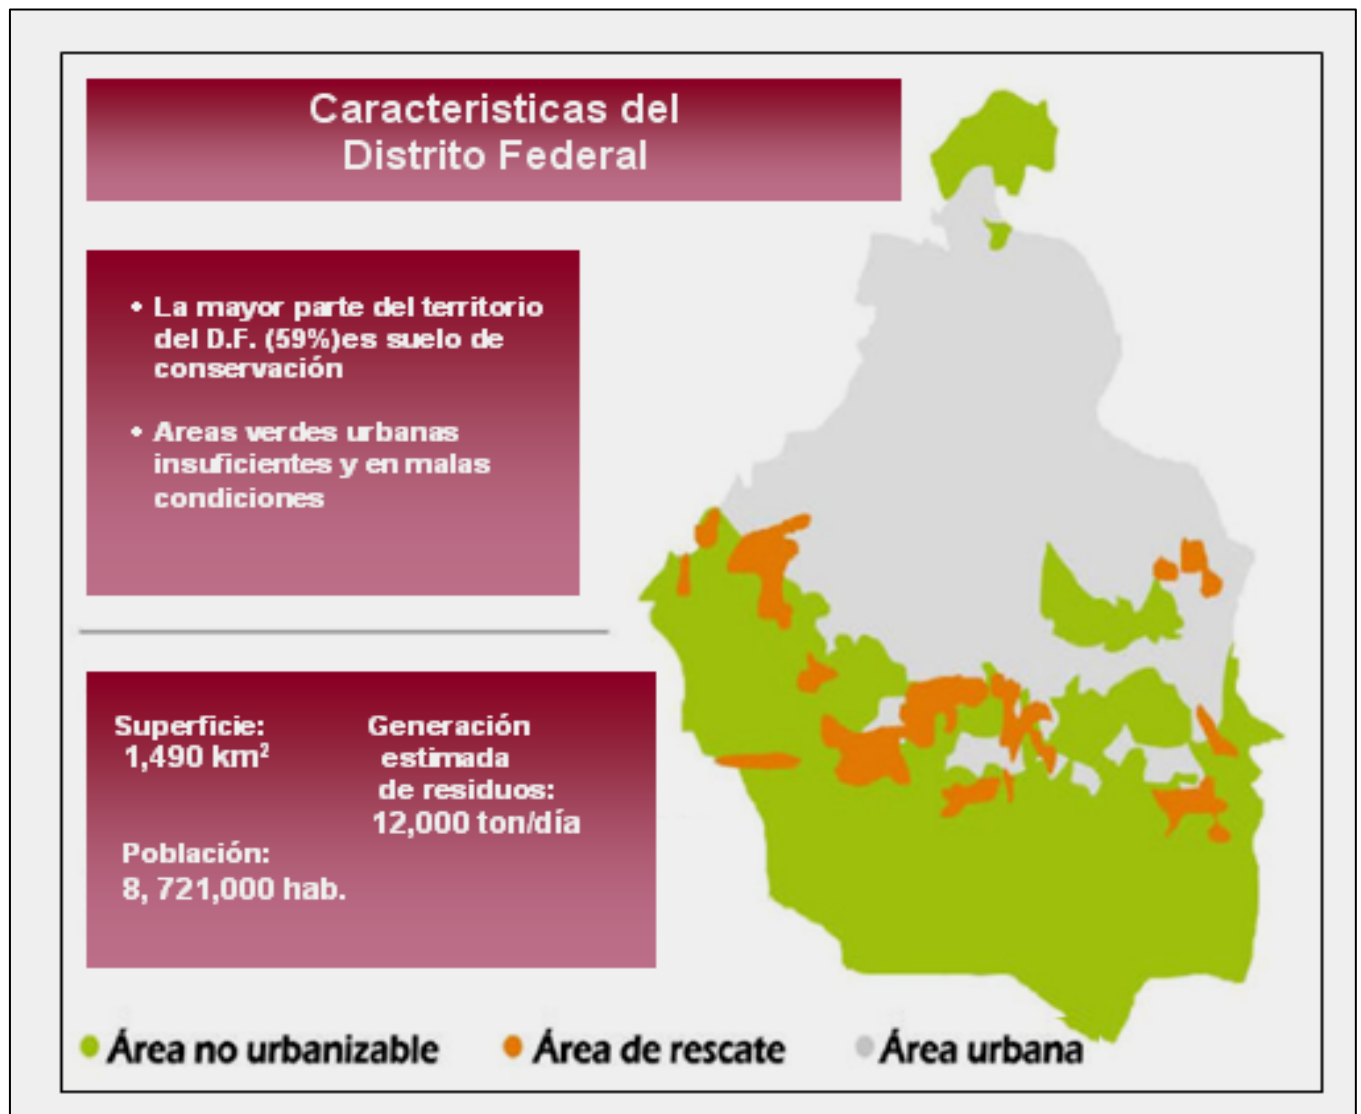 Caracteristicas del
Distrito Federal
• La mayor parte del territorio
del D.F. (59%)es suelo de
conservación
• Areas verdes urbanas
insuficientes y en malas
condiciones
Superficie:
1,490 km²
Generación
estimada
de residuos:
12,000 ton/día
Población:
8, 721,000 hab.
Área no urbanizable
Área de rescate
Área urbana